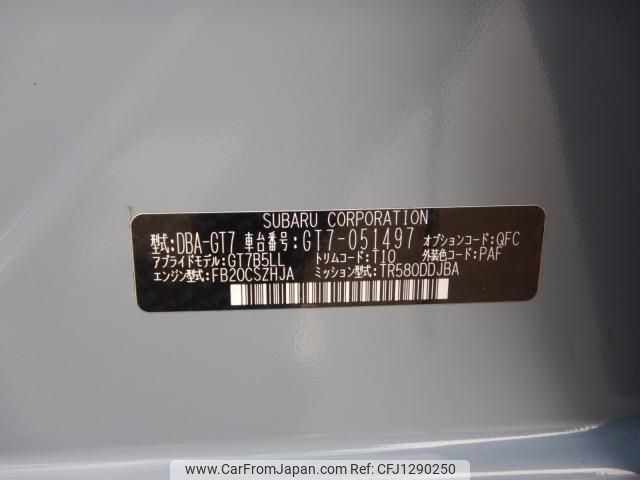 SUBARU CORPORATION
型式:DBA-GT7 車台番号:GT7-051497 オプションコード:QFC
アプライドモデル:GT7B5LL トリムコード:T10 外装色コード:PAF
エンジン型式:FB20CSZHJA ミッション型式:TR580DDJBA
www.CarFromJapan.com - CFJ1290250